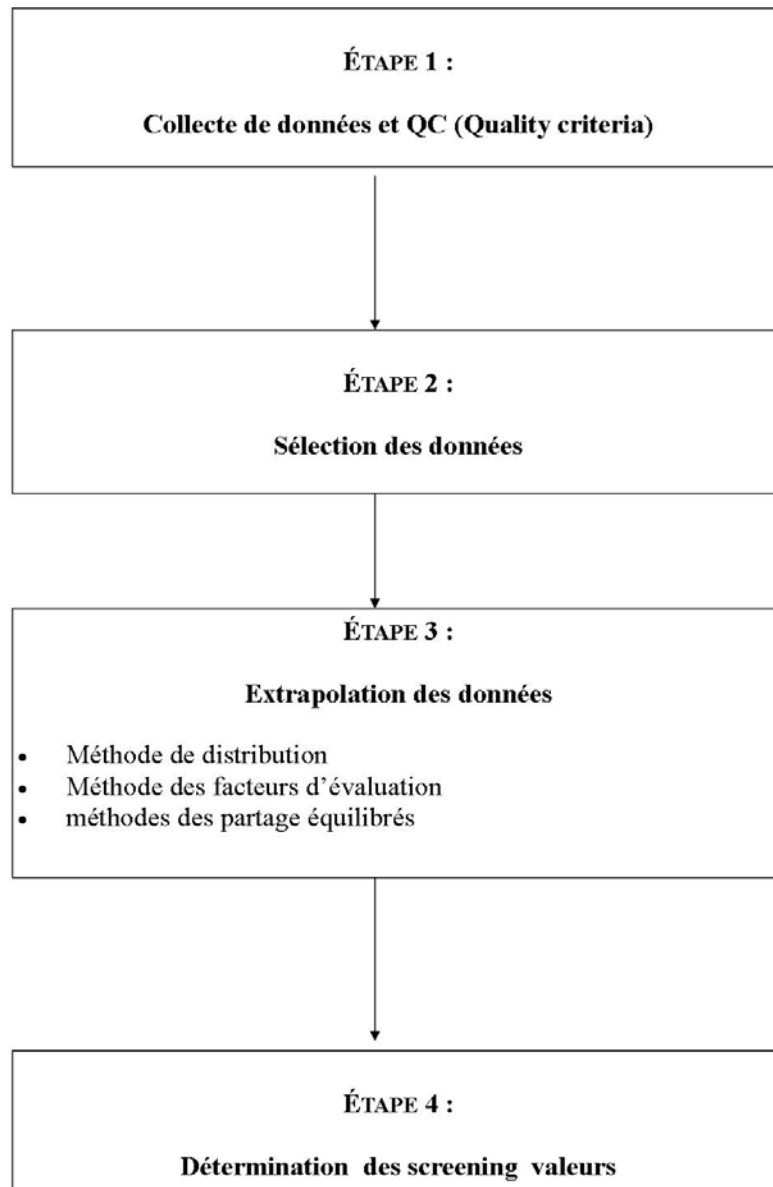 ÉTAPE 1 :
Collecte de données et QC (Quality criteria)
ÉTAPE 2 :
Sélection des données
ÉTAPE 3 :
Extrapolation des données
• Méthode de distribution
• Méthode des facteurs d’évaluation
• méthodes des partage équilibrés
ÉTAPE 4 :
Détermination des screening valeurs